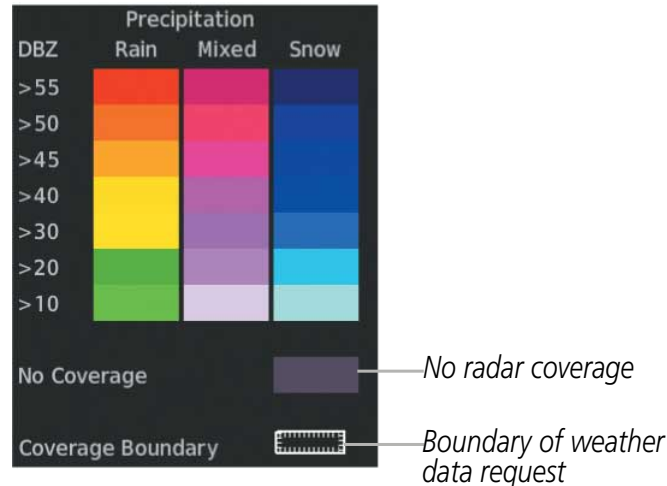 Precipitation
DBZ Rain Mixed Snow
>55
>50
>45
>40
>30
>20
>10
No Coverage
No radar coverage
Coverage Boundary
Boundary of weather
data request